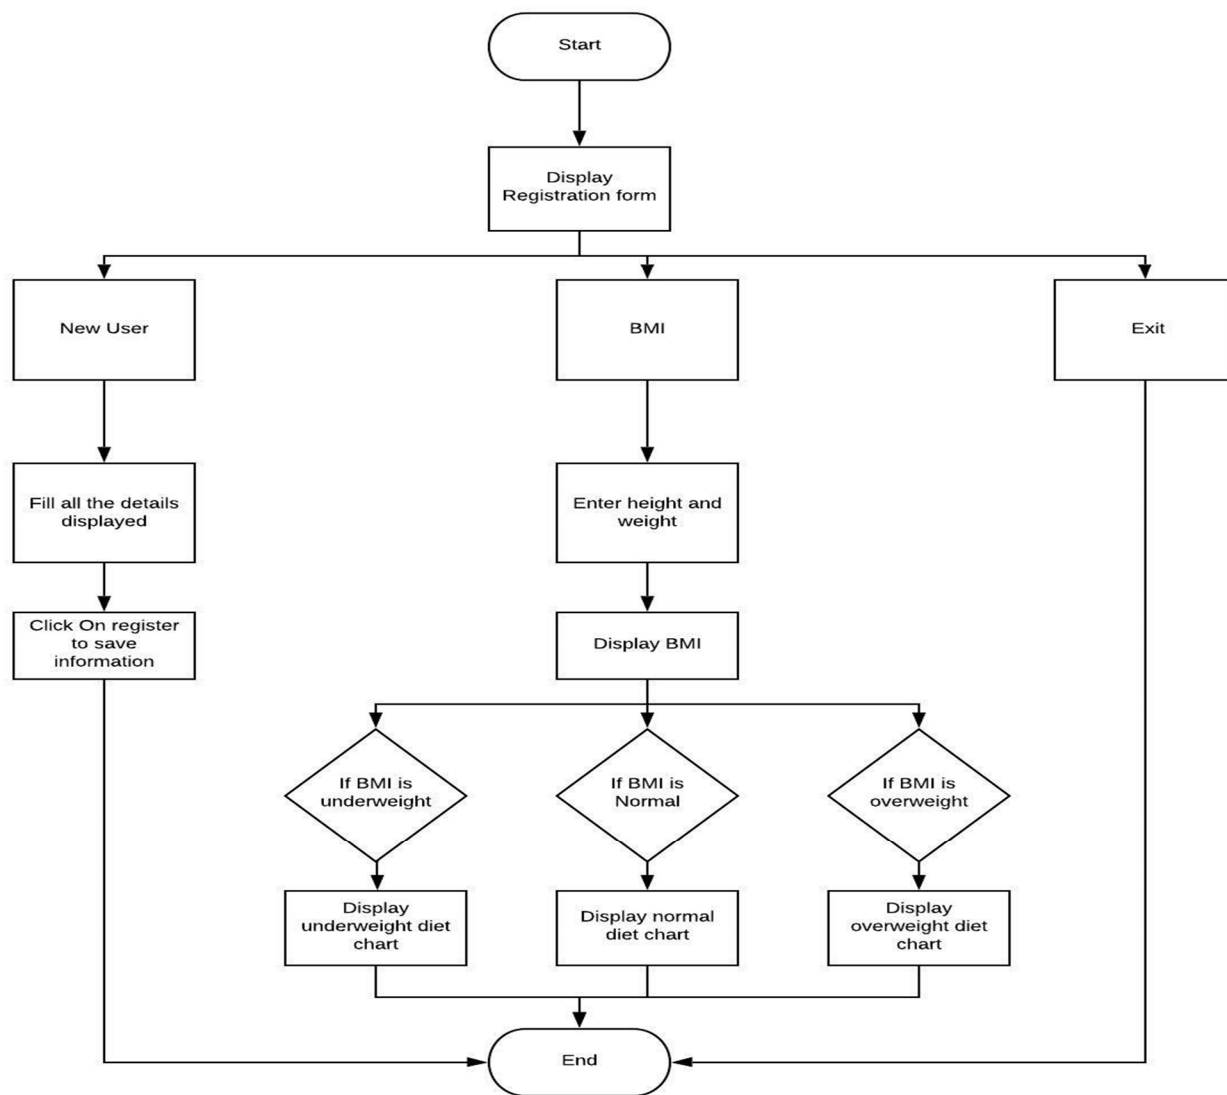 Start
Display
Registration form
New User
BMI
Exit
Fill all the details
displayed
Enter height and
weight
Click On register
to save
information
Display BMI
If BMI is
underweight
If BMI is
Normal
If BMI is
overweight
Display
underweight diet
chart
Display normal
diet chart
Display
overweight diet
chart
End